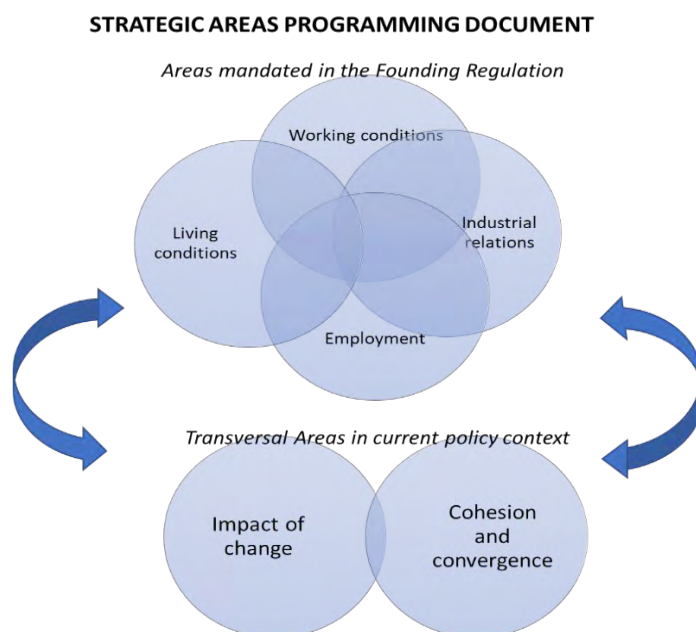 STRATEGIC AREAS PROGRAMMING DOCUMENT
Areas mandated in the Founding Regulation
Working conditions
Living
conditions
Industrial
relations
Employment
Transversal Areas in current policy context
Impact of
change
Cohesion
and
convergence